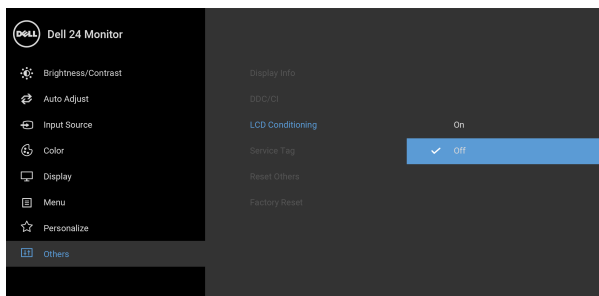 DELL Dell 24 Monitor
Brightness/Contrast
Auto Adjust
Input Source
Color
Display
Menu
Personalize
Others
Display Info
DDC/CI
LCD Conditioning
Service Tag
Reset Others
Factory Reset
On
Off